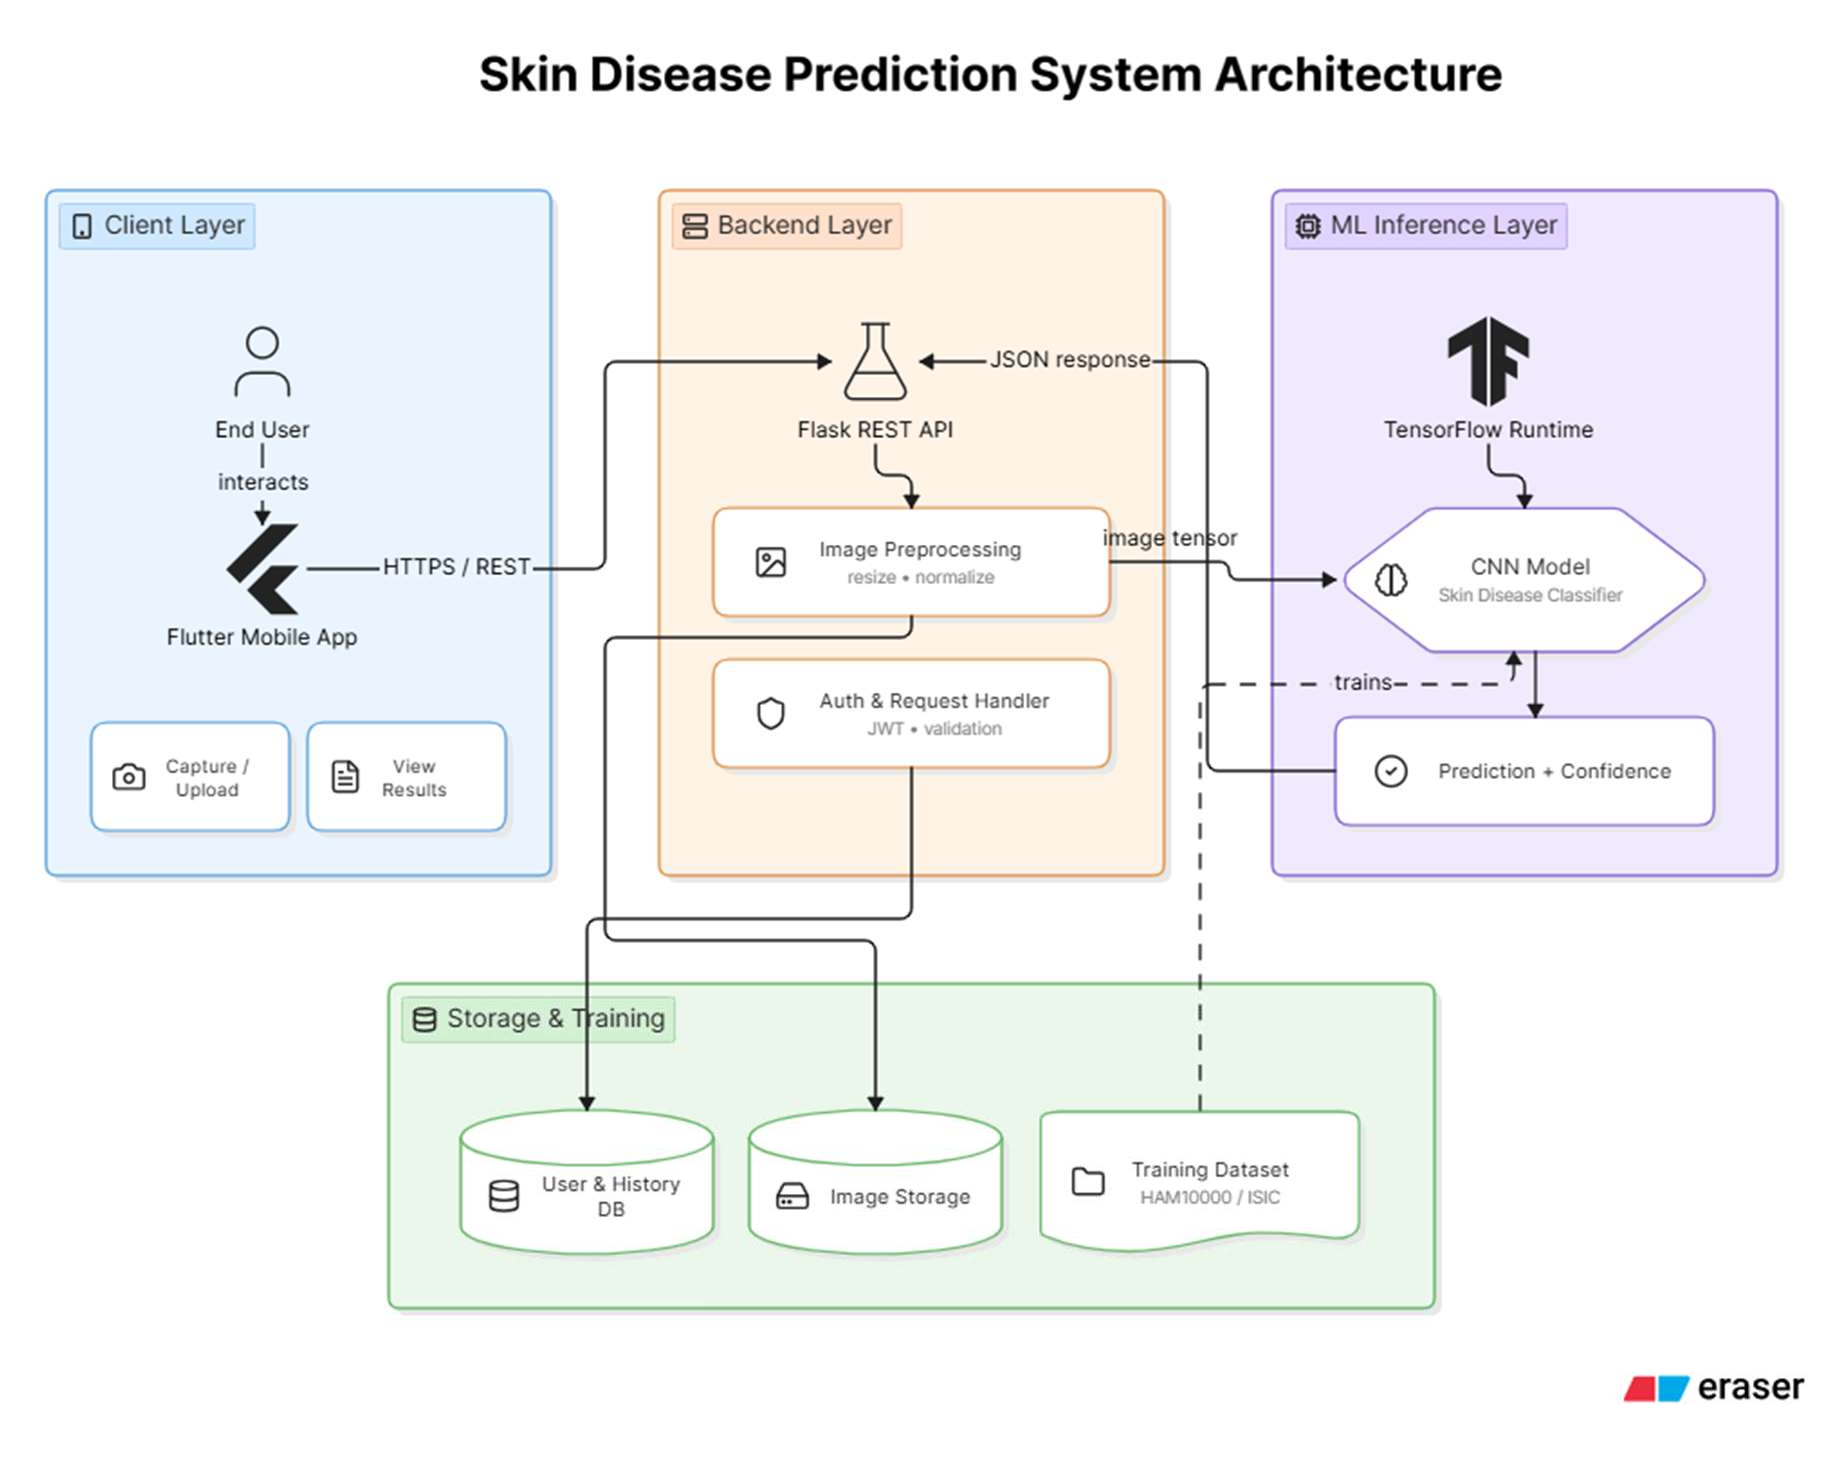 Skin Disease Prediction System Architecture
Client Layer
End User
interacts
HTTPS / REST
Flutter Mobile App
Capture /
Upload
View
Results
Backend Layer
JSON response
Flask REST API
image tensor
Image Preprocessing
resize • normalize
Auth & Request Handler
JWT • validation
ML Inference Layer
TensorFlow Runtime
CNN Model
Skin Disease Classifier
trains
Prediction + Confidence
Storage & Training
User & History
DB
Image Storage
Training Dataset
HAM10000 / ISIC
eraser